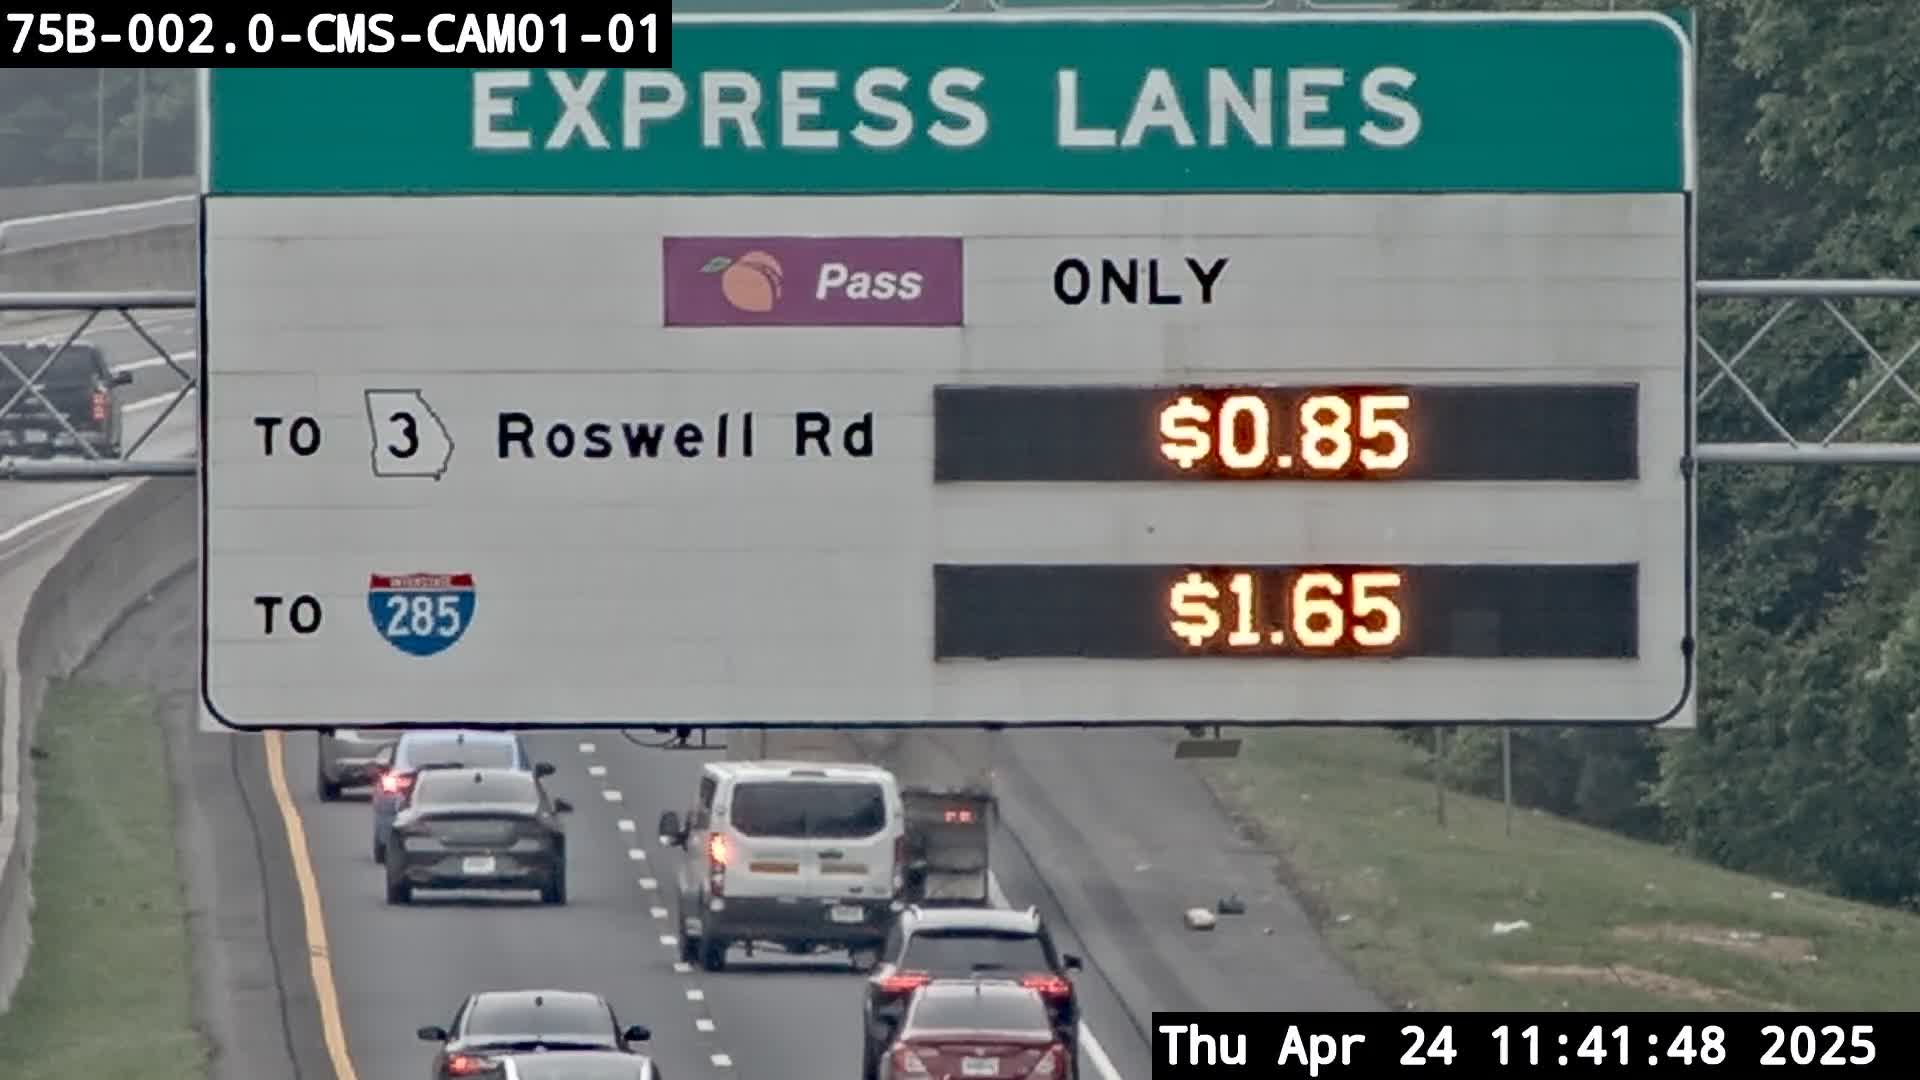 75B-002.0-CMS-CAM01-01
EXPRESS LANES
Pass ONLY
TO 3 Roswell Rd $0.85
TO INTERSTATE 285 $1.65
Thu Apr 24 11:41:48 2025